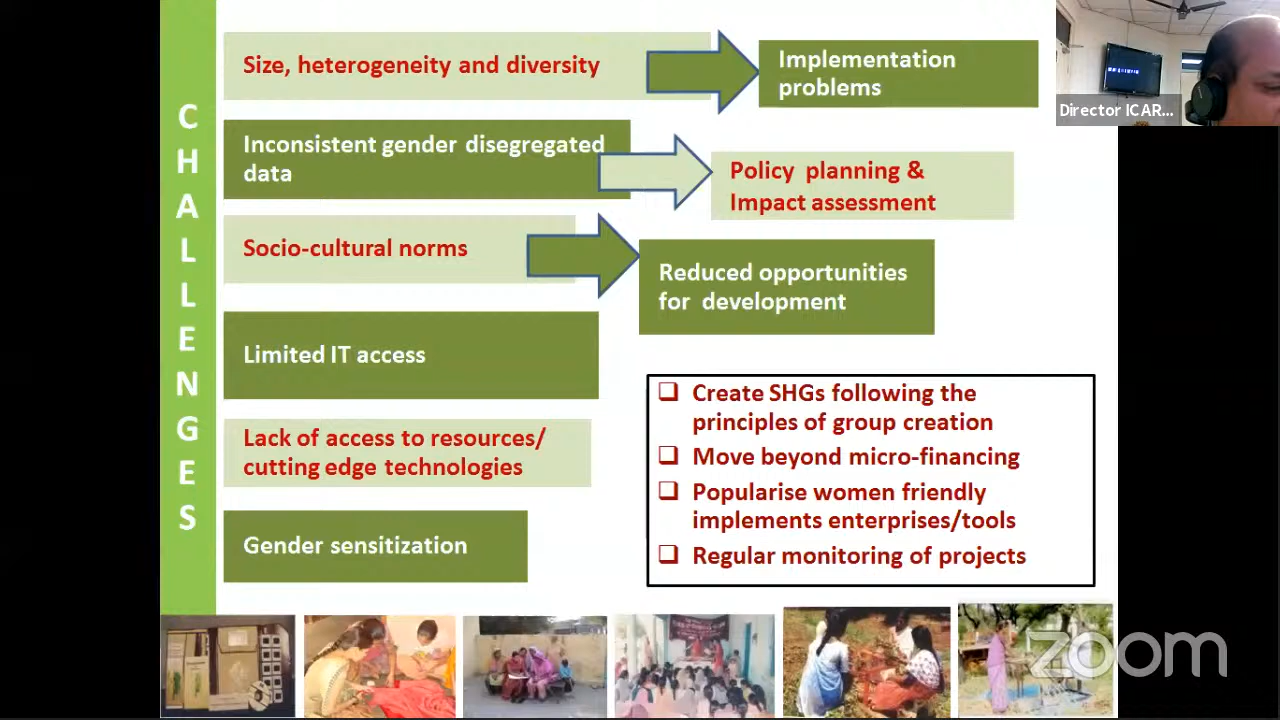 CHALLENGES
Size, heterogeneity and diversity
Implementation
problems
Inconsistent gender disegregated
data
Policy planning &
Impact assessment
Socio-cultural norms
Reduced opportunities
for development
Limited IT access
Lack of access to resources/
cutting edge technologies
Gender sensitization
❑ Create SHGs following the
principles of group creation
❑ Move beyond micro-financing
❑ Popularise women friendly
implements enterprises/tools
❑ Regular monitoring of projects
Director ICAR...
zoom